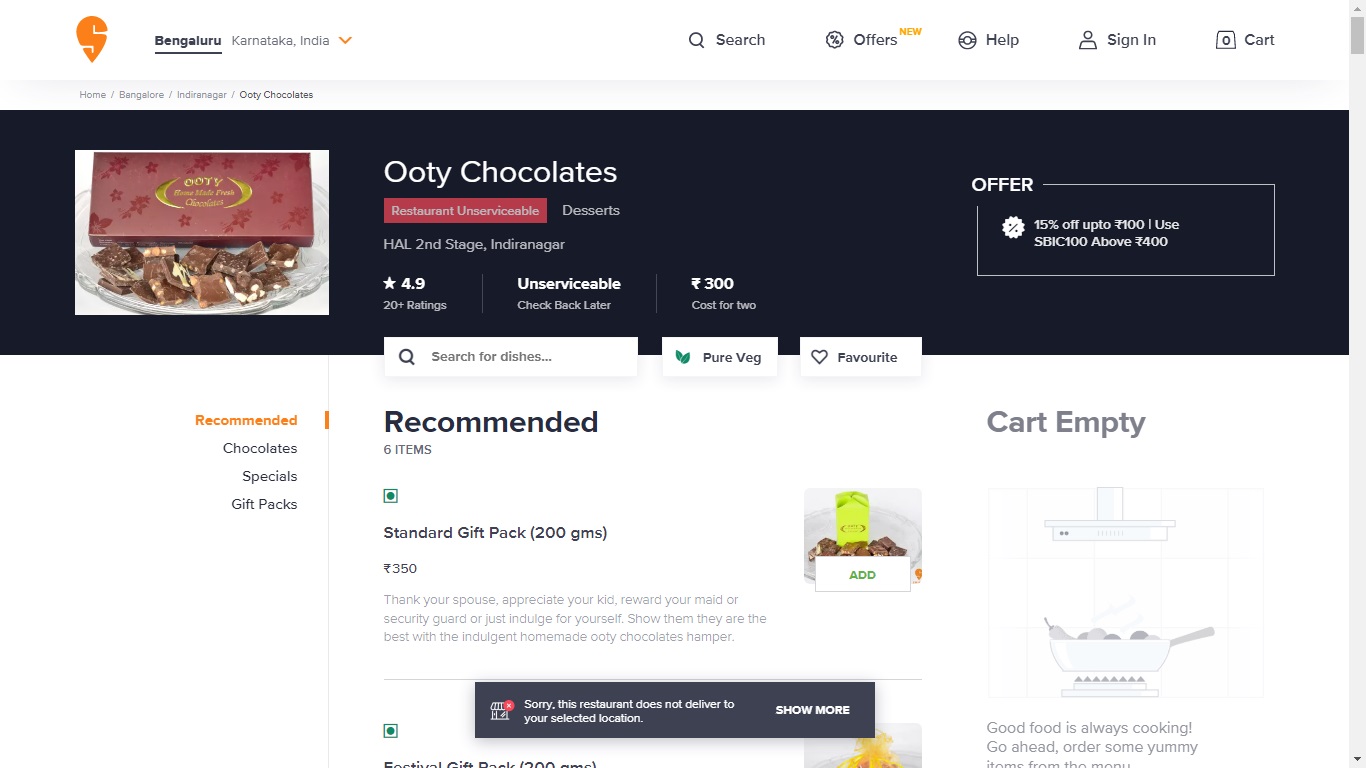 Bengaluru Karnataka, India
Search
Offers NEW
Help
Sign In
0 Cart
Home / Bangalore / Indiranagar / Ooty Chocolates
OOTY
Home Made Fresh
Chocolates
Ooty Chocolates
Restaurant Unserviceable Desserts
HAL 2nd Stage, Indiranagar
★ 4.9
20+ Ratings
Unserviceable
Check Back Later
₹ 300
Cost for two
OFFER
15% off upto ₹100 | Use
SBIC100 Above ₹400
Search for dishes...
Pure Veg
Favourite
Recommended
Chocolates
Specials
Gift Packs
Recommended
6 ITEMS
Standard Gift Pack (200 gms)
₹350
Thank your spouse, appreciate your kid, reward your maid or
security guard or just indulge for yourself. Show them they are the
best with the indulgent homemade ooty chocolates hamper.
OOTY
ADD
Festival Gift Pack (200 gms)
Sorry, this restaurant does not deliver to
your selected location.
SHOW MORE
Cart Empty
Good food is always cooking!
Go ahead, order some yummy
items from the menu.